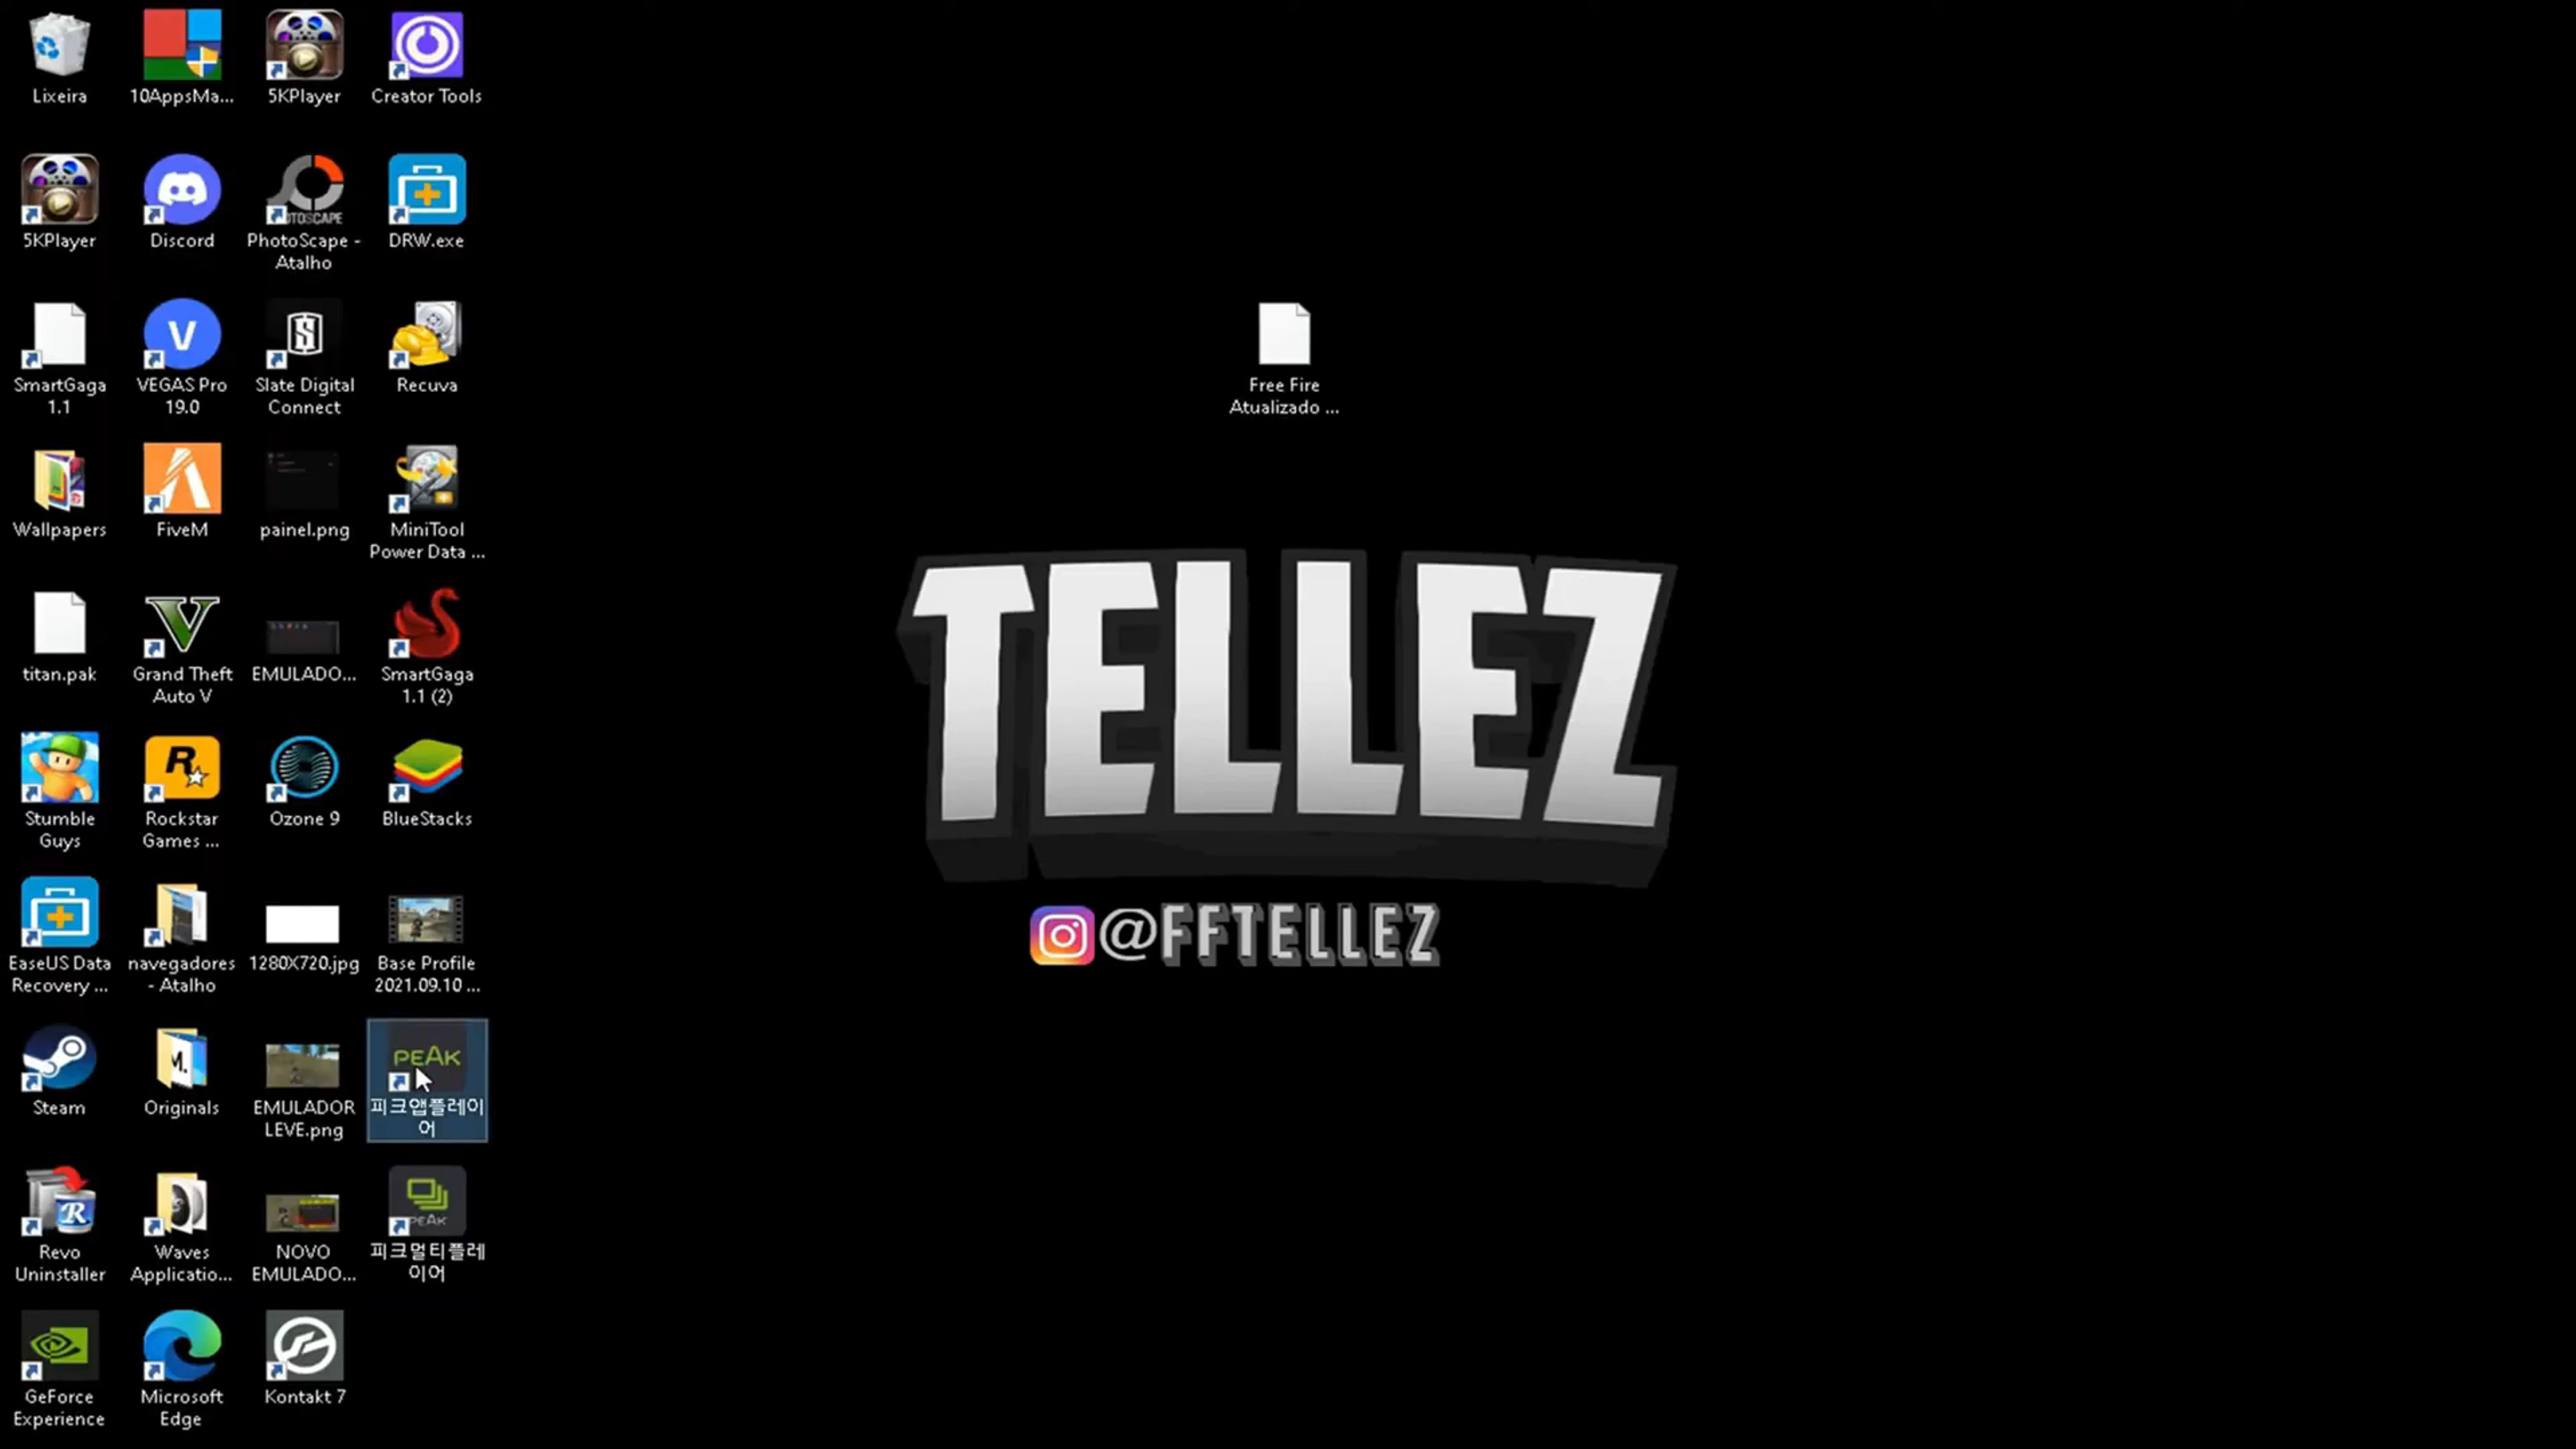 Lixeira
10AppsMa...
5KPlayer
Creator Tools
5KPlayer
Discord
PhotoScape -
Atalho
DRW.exe
SmartGaga
1.1
VEGAS Pro
19.0
Slate Digital
Connect
Recuva
Free Fire
Atualizado ...
Wallpapers
FiveM
painel.png
MiniTool
Power Data ...
titan.pak
Grand Theft
Auto V
EMULADO...
SmartGaga
1.1 (2)
TELLEZ
@FFTELLEZ
Stumble
Guys
Rockstar
Games ...
Ozone 9
BlueStacks
EaseUS Data
Recovery ...
navegadores
- Atalho
1280X720.jpg
Base Profile
2021.09.10 ...
Steam
Originals
EMULADOR
LEVE.png
PEAK
피크앱플레이
어
Revo
Uninstaller
Waves
Applicatio...
NOVO
EMULADO...
PEAK
피크멀티플레
이어
GeForce
Experience
Microsoft
Edge
Kontakt 7